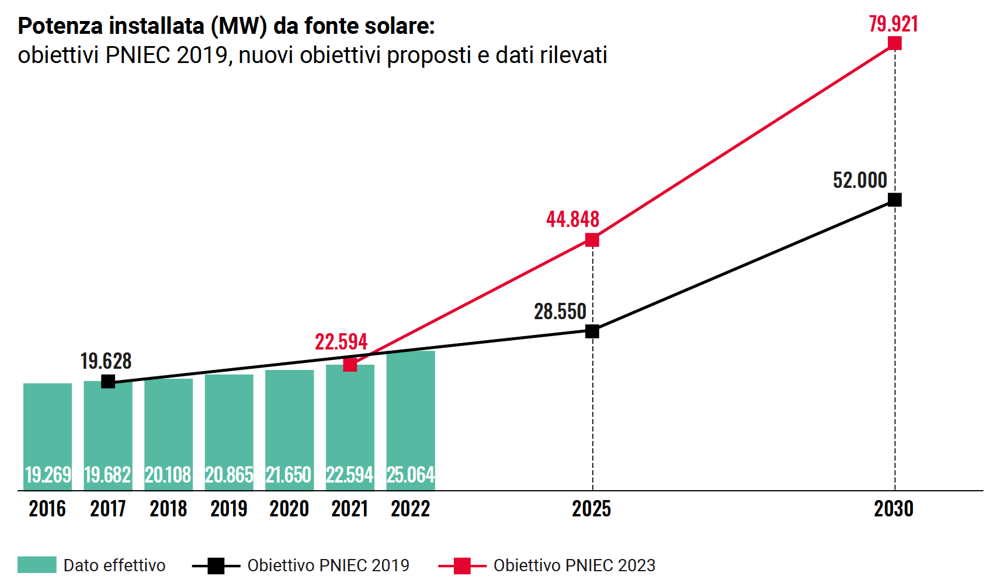 Potenza installata (MW) da fonte solare:
obiettivi PNIEC 2019, nuovi obiettivi proposti e dati rilevati
79.921
52.000
44.848
28.550
22.594
19.628
19.269 19.682 20.108 20.865 21.650 22.594 25.064
2016 2017 2018 2019 2020 2021 2022 2025 2030
Dato effettivo Obiettivo PNIEC 2019 Obiettivo PNIEC 2023